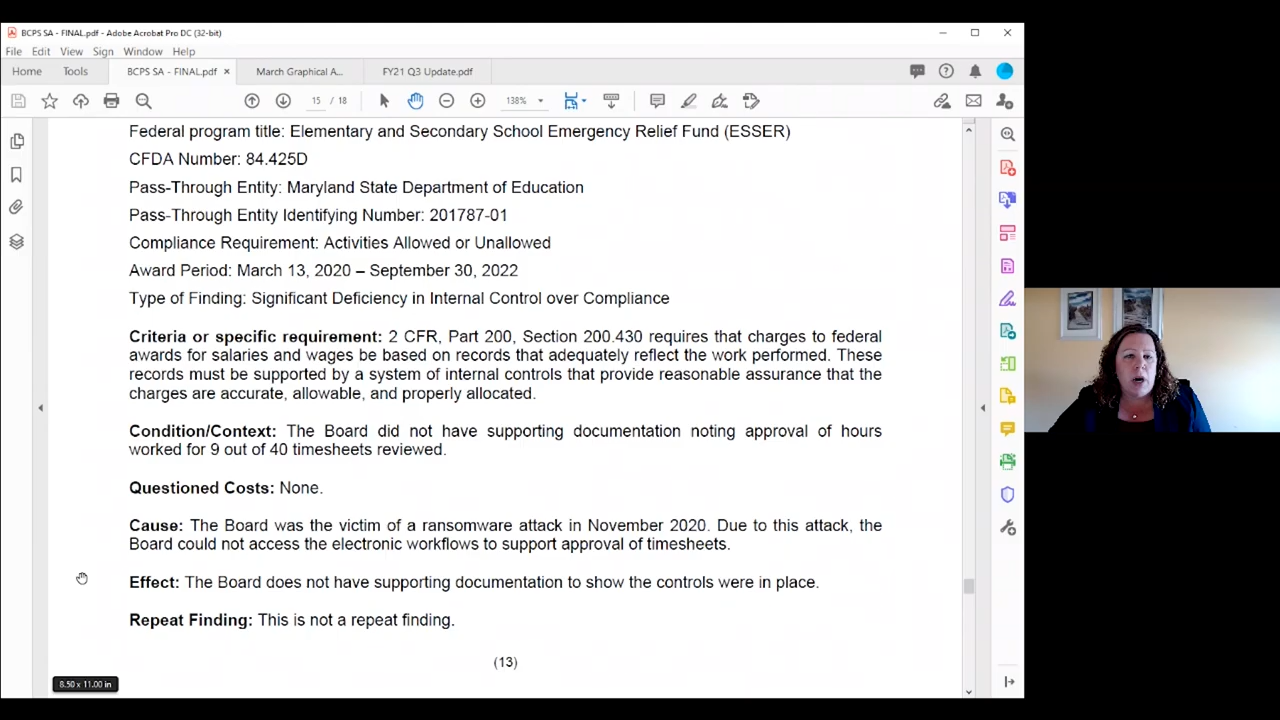 BCPS SA - FINAL.pdf - Adobe Acrobat Pro DC (32-bit)
File Edit View Sign Window Help
Home Tools BCPS SA - FINAL.pdf × March Graphical A... FY21 Q3 Update.pdf
15 / 18 138%
Federal program title: Elementary and Secondary School Emergency Relief Fund (ESSER)
CFDA Number: 84.425D
Pass-Through Entity: Maryland State Department of Education
Pass-Through Entity Identifying Number: 201787-01
Compliance Requirement: Activities Allowed or Unallowed
Award Period: March 13, 2020 – September 30, 2022
Type of Finding: Significant Deficiency in Internal Control over Compliance
Criteria or specific requirement: 2 CFR, Part 200, Section 200.430 requires that charges to federal
awards for salaries and wages be based on records that adequately reflect the work performed. These
records must be supported by a system of internal controls that provide reasonable assurance that the
charges are accurate, allowable, and properly allocated.
Condition/Context: The Board did not have supporting documentation noting approval of hours
worked for 9 out of 40 timesheets reviewed.
Questioned Costs: None.
Cause: The Board was the victim of a ransomware attack in November 2020. Due to this attack, the
Board could not access the electronic workflows to support approval of timesheets.
Effect: The Board does not have supporting documentation to show the controls were in place.
Repeat Finding: This is not a repeat finding.
(13)
8.50 x 11.00 in